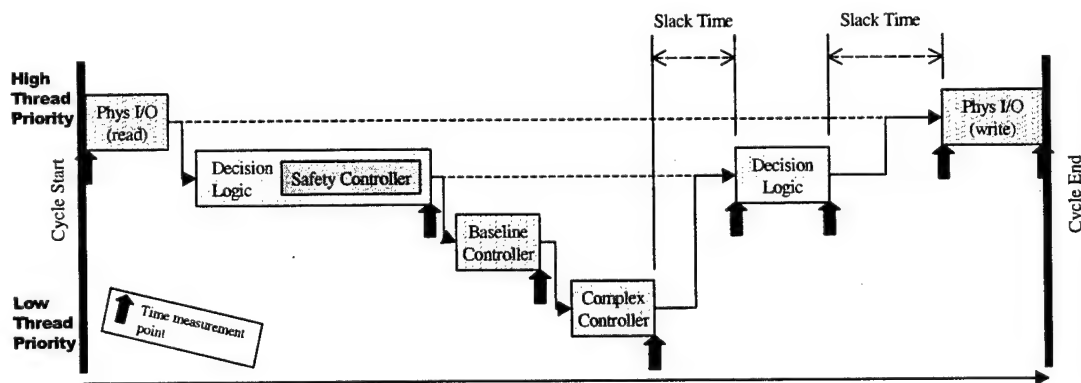 Slack Time
Slack Time
High
Thread
Priority
Phys I/O
(read)
Phys I/O
(write)
Cycle Start
Decision
Logic
Safety Controller
Decision
Logic
Cycle End
Baseline
Controller
Complex
Controller
Low
Thread
Priority
Time measurement
point